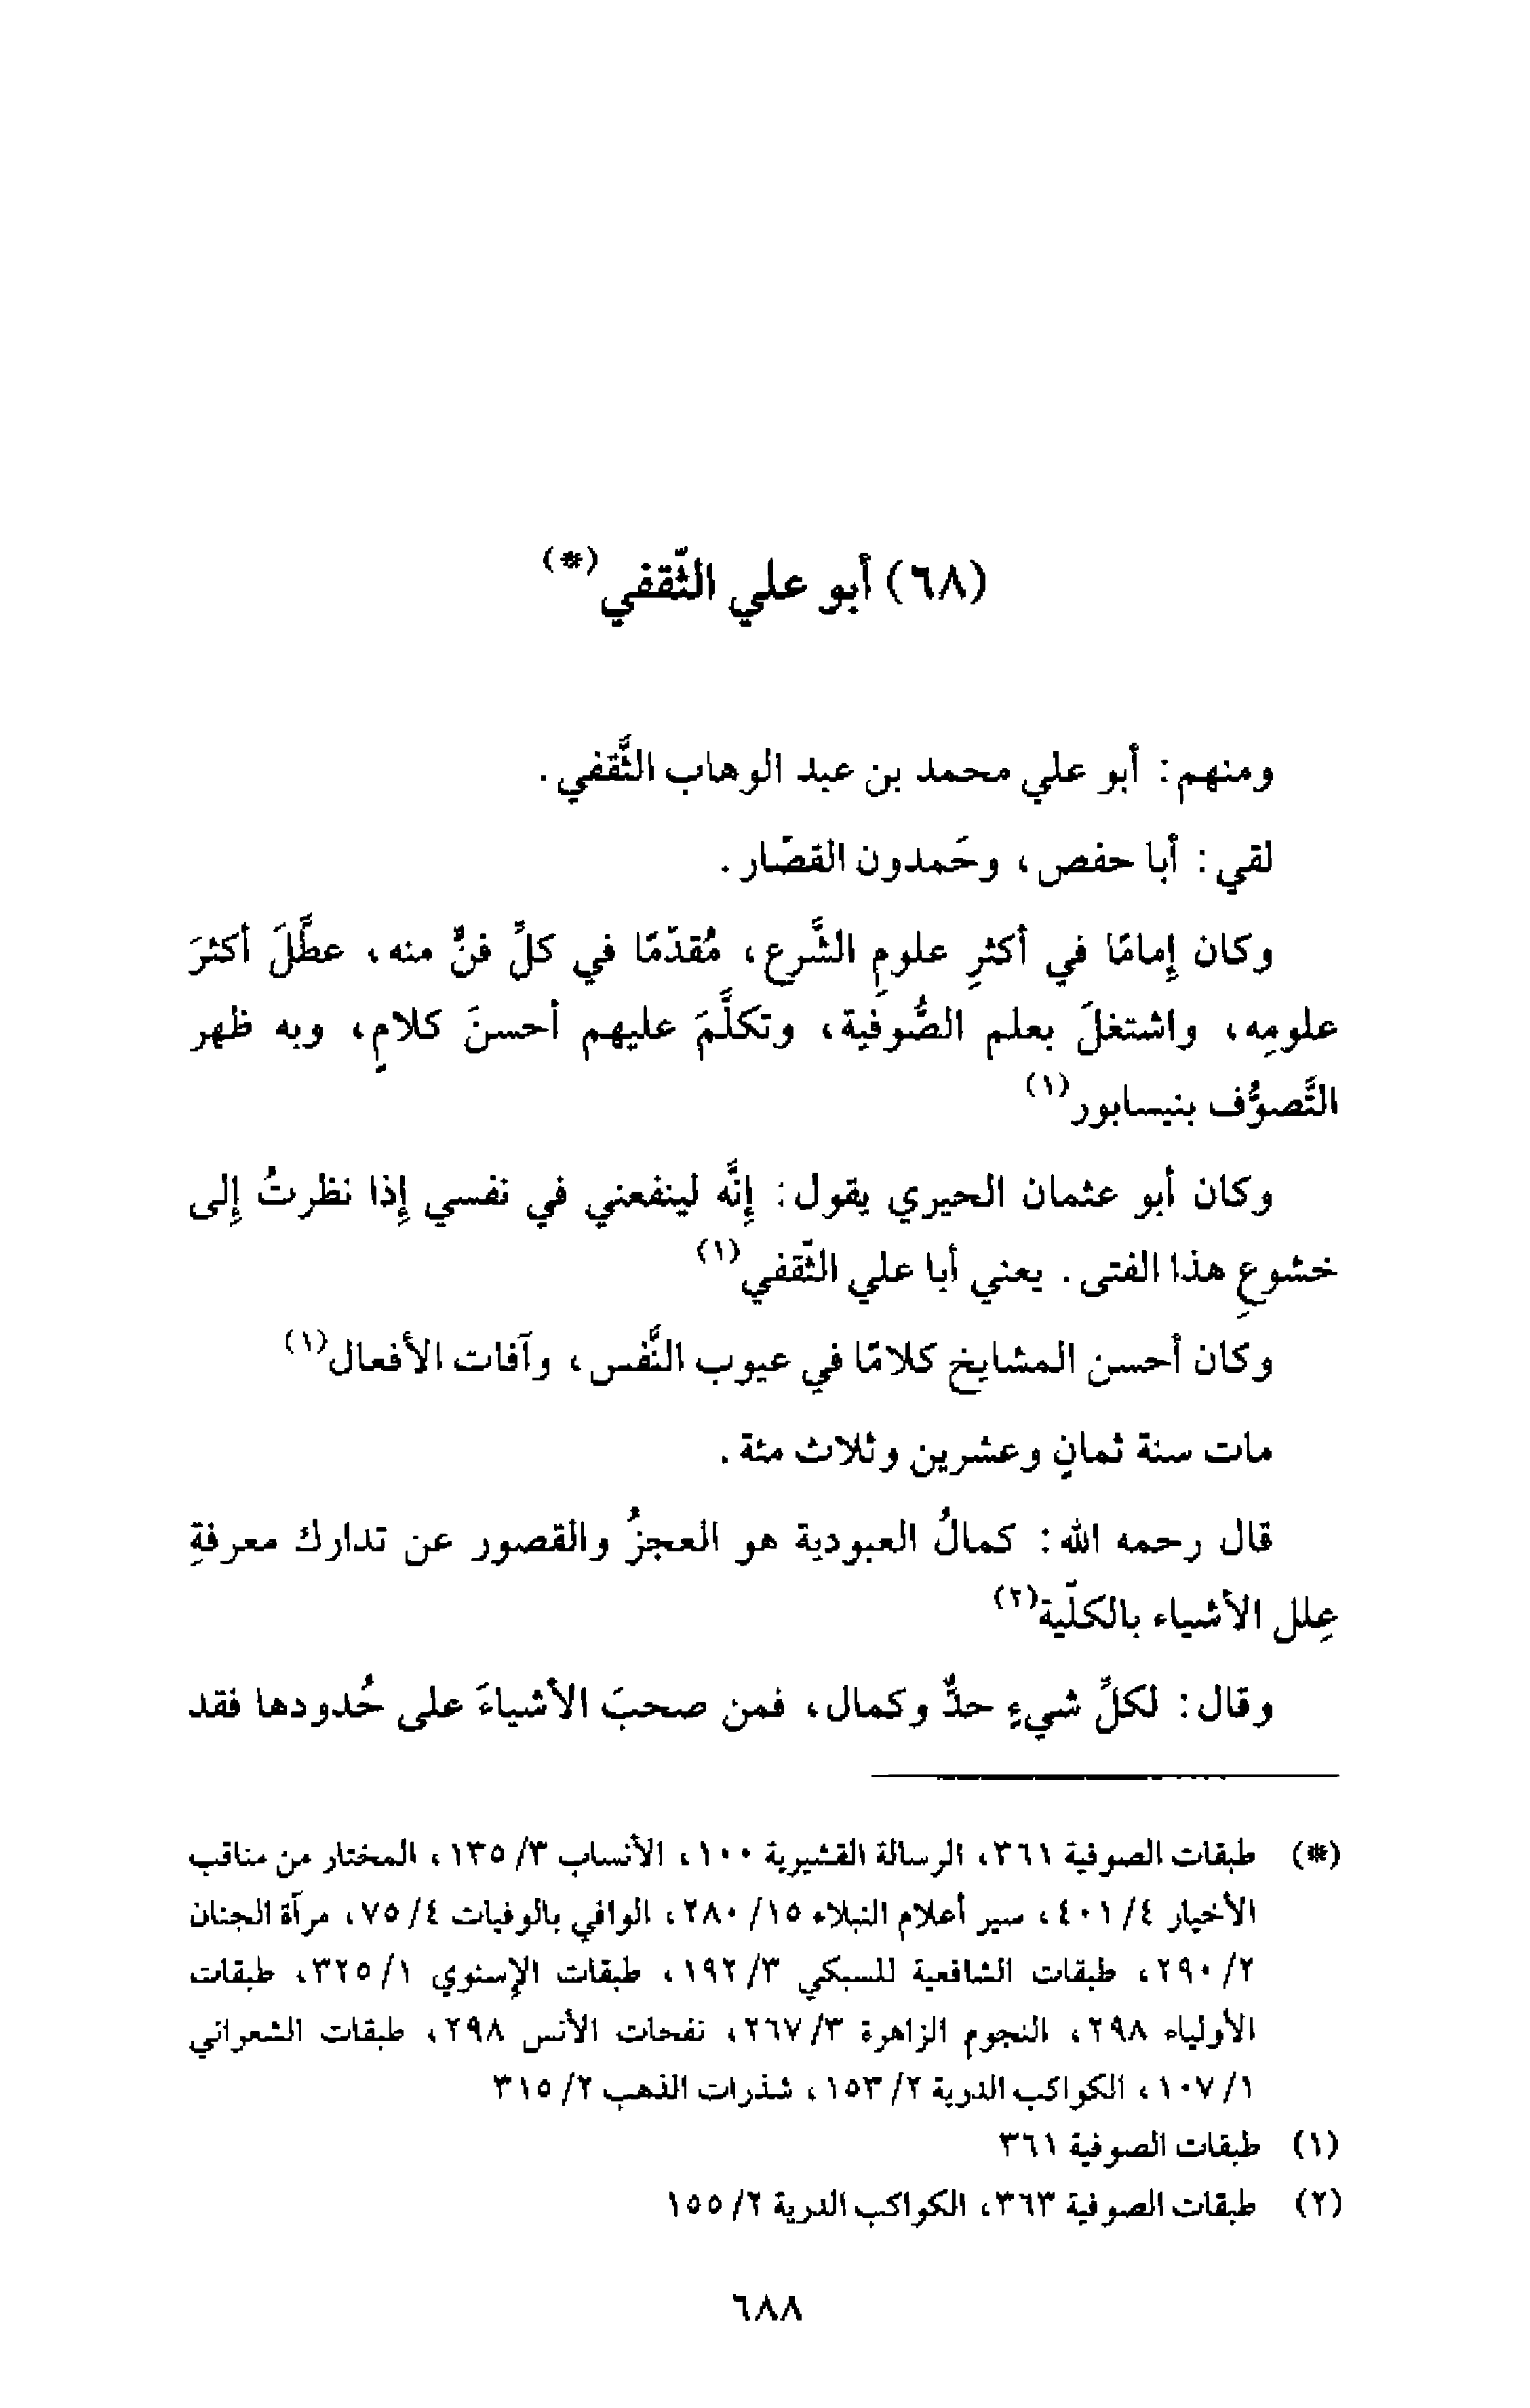 (٦٨) أبو علي الثّقفي(*)
ومنهم: أبو علي محمد بن عبد الوهاب الثَّقفي.
لقي: أبا حفص، وحَمدون القصّار.
وكان إِمامًا في أكثرِ علومِ الشَّرع، مُقدّمًا في كلِّ فنٍّ منه، عطَّلَ أكثرَ
علومِه، واشتغلَ بعلم الصُّوفية، وتكلَّمَ عليهم أحسنَ كلامٍ، وبه ظهر
التَّصوُّف بنيسابور(١)
وكان أبو عثمان الحيري يقول: إِنَّه لينفعني في نفسي إِذا نظرتُ إِلى
خشوعِ هذا الفتى. يعني أبا علي الثّقفي(١)
وكان أحسن المشايخ كلامًا في عيوب النَّفس، وآفات الأفعال(١)
مات سنة ثمانٍ وعشرين وثلاث مئة.
قال رحمه الله: كمالُ العبودية هو العجزُ والقصور عن تدارك معرفةِ
عِلل الأشياء بالكلّية(٢)
وقال: لكلِّ شيءٍ حدٌّ وكمال، فمن صحبَ الأشياءَ على حُدودها فقد
(*) طبقات الصوفية ٣٦١، الرسالة القشيرية ١٠٠، الأنساب ٣/ ١٣٥، المختار من مناقب
الأخيار ٤/ ٤٠١، سير أعلام النبلاء ١٥/ ٢٨٠، الوافي بالوفيات ٤/ ٧٥، مرآة الجنان
٢/ ٢٩٠، طبقات الشافعية للسبكي ٣/ ١٩٢، طبقات الإسنوي ١/ ٣٢٥، طبقات
الأولياء ٢٩٨، النجوم الزاهرة ٣/ ٢٦٧، نفحات الأنس ٢٩٨، طبقات الشعراني
١/ ١٠٧، الكواكب الدرية ٢/ ١٥٣، شذرات الذهب ٢/ ٣١٥
(١) طبقات الصوفية ٣٦١
(٢) طبقات الصوفية ٣٦٣، الكواكب الدرية ٢/ ١٥٥
٦٨٨